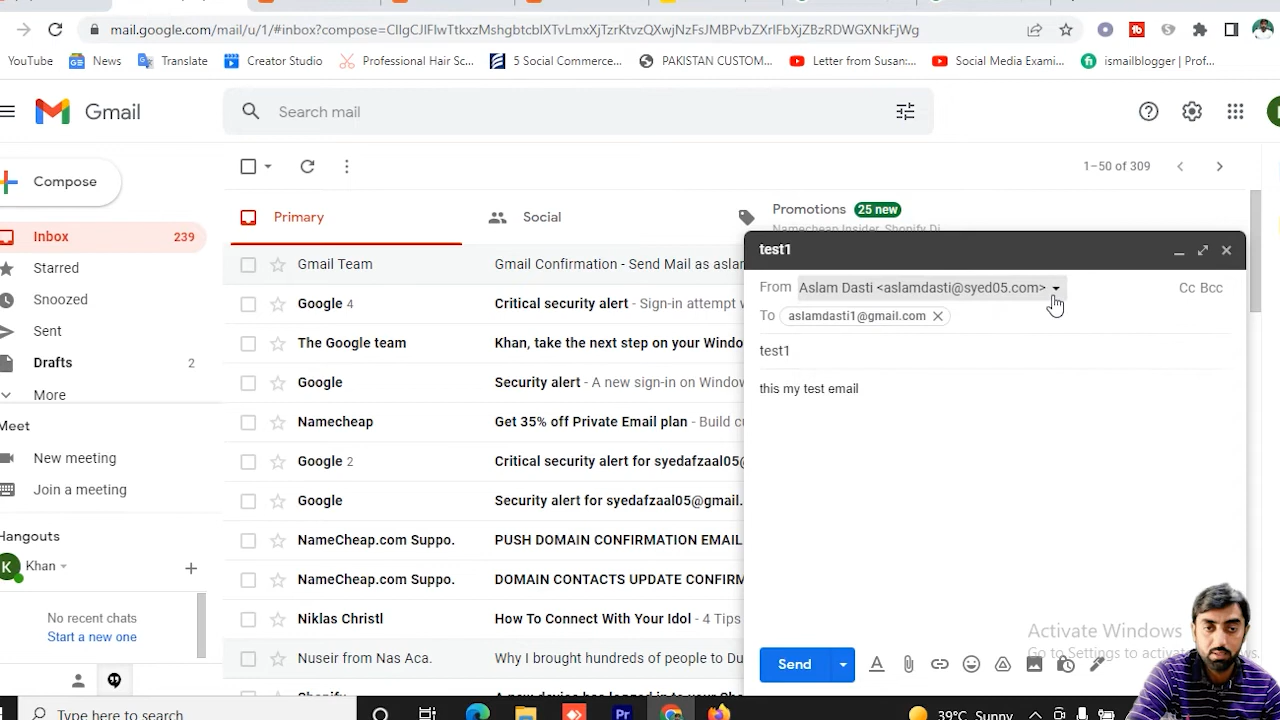 mail.google.com/mail/u/1/#inbox?compose=CllgCJlFlwTtkxzMshgbtcblXlTvLmxXjTzrKtvzQXwjNzFsJMBPvbZXrlFbXjZBzRDWGXNkFjWg
YouTube
News
Translate
Creator Studio
Professional Hair Sc...
5 Social Commerce...
PAKISTAN CUSTOM...
Letter from Susan:...
Social Media Exami...
ismailblogger | Prof...
Gmail
Search mail
Compose
1–50 of 309
Primary
Social
Promotions 25 new
Namecheap Insider, Shopify Di
Inbox 239
Starred
Snoozed
Sent
Drafts 2
More
Meet
New meeting
Join a meeting
Hangouts
K Khan
No recent chats
Start a new one
Gmail Team Gmail Confirmation - Send Mail as aslar
Google 4 Critical security alert - Sign-in attempt v
The Google team Khan, take the next step on your Windo
Google Security alert - A new sign-in on Window
Namecheap Get 35% off Private Email plan - Build cu
Google 2 Critical security alert for syedafzaal05@
Google Security alert for syedafzaal05@gmail.
NameCheap.com Suppo. PUSH DOMAIN CONFIRMATION EMAIL
NameCheap.com Suppo. DOMAIN CONTACTS UPDATE CONFIRM
Niklas Christl How To Connect With Your Idol - 4 Tips
Nuseir from Nas Aca. Why I brought hundreds of people to Du
test1
From Aslam Dasti <aslamdasti@syed05.com>
Cc Bcc
To aslamdasti1@gmail.com
test1
this my test email
Send
Activate Windows
Go to Settings to activate
Type here to search
39°C Sunny